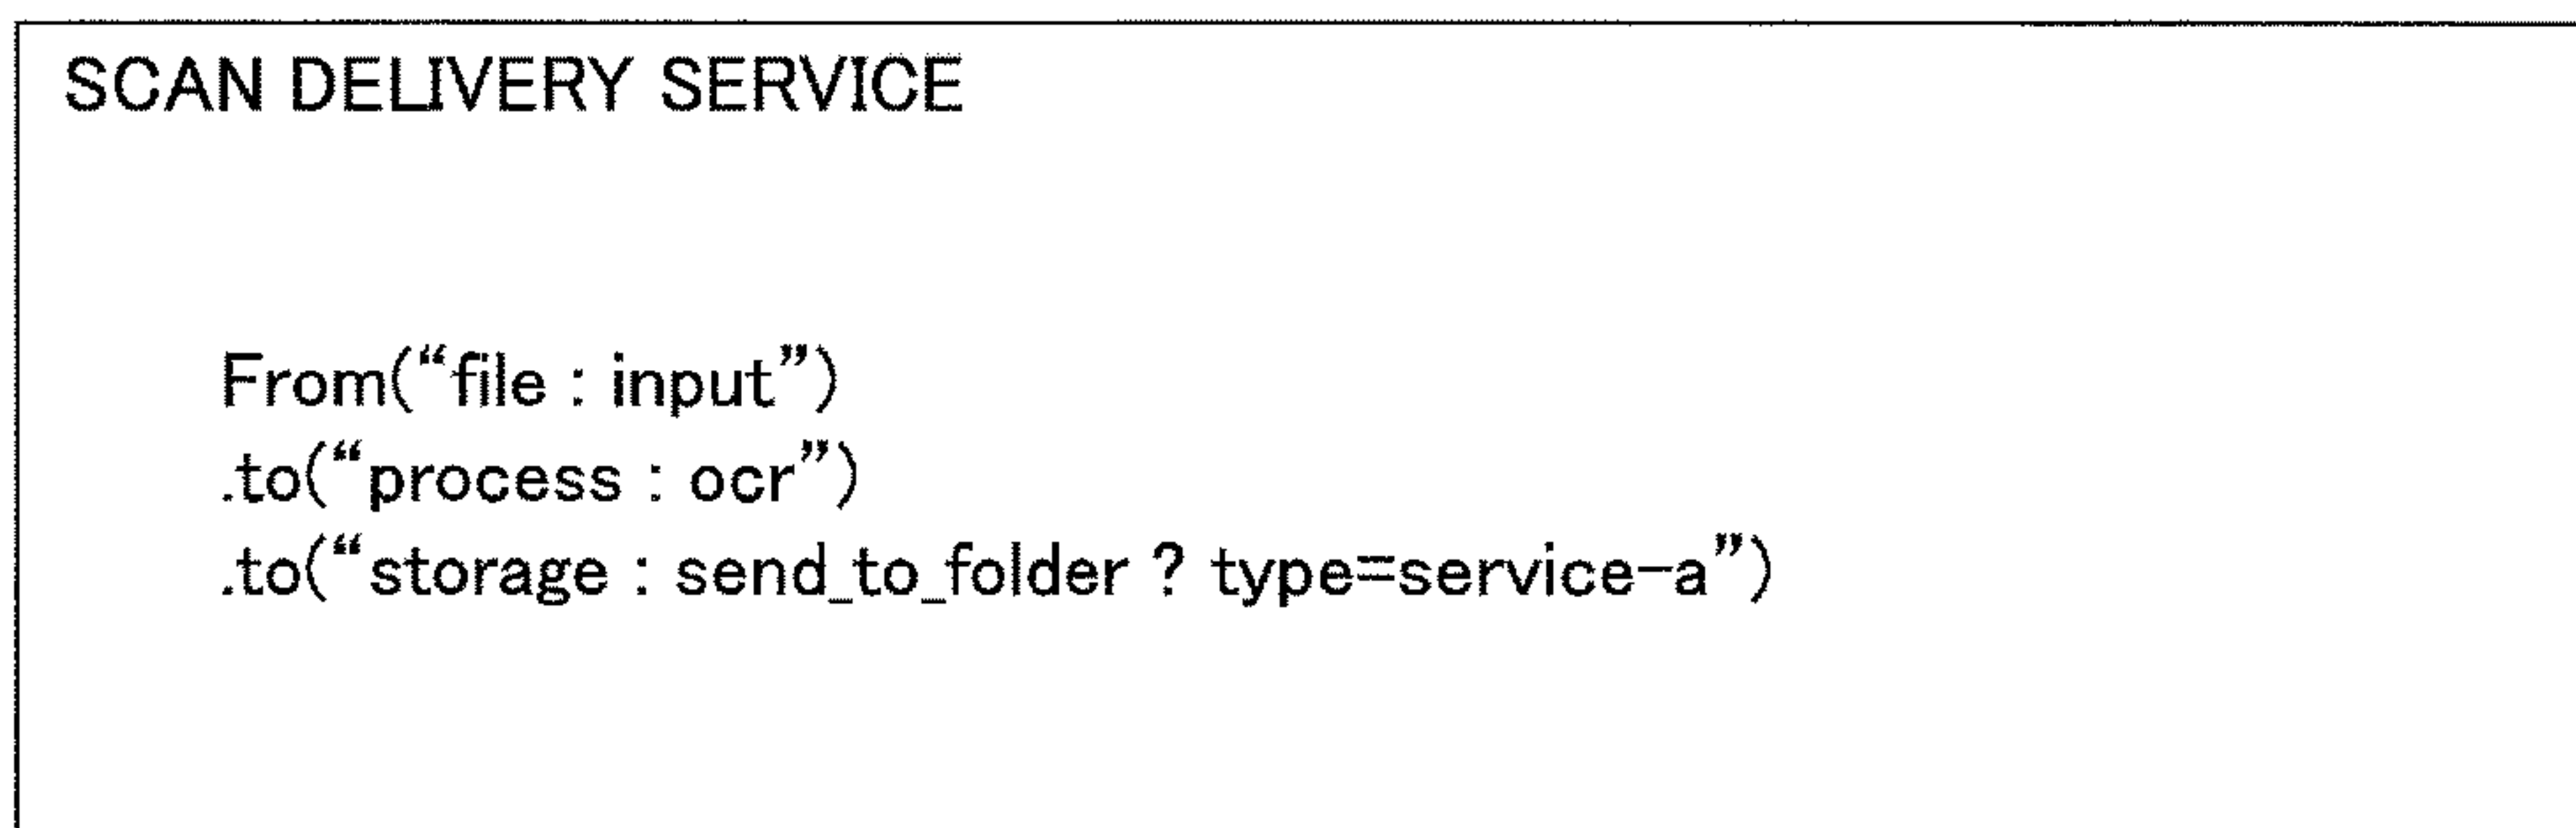 SCAN DELIVERY SERVICE
From(“file : input”)
.to(“process : ocr”)
.to(“storage : send_to_folder ? type=service-a”)